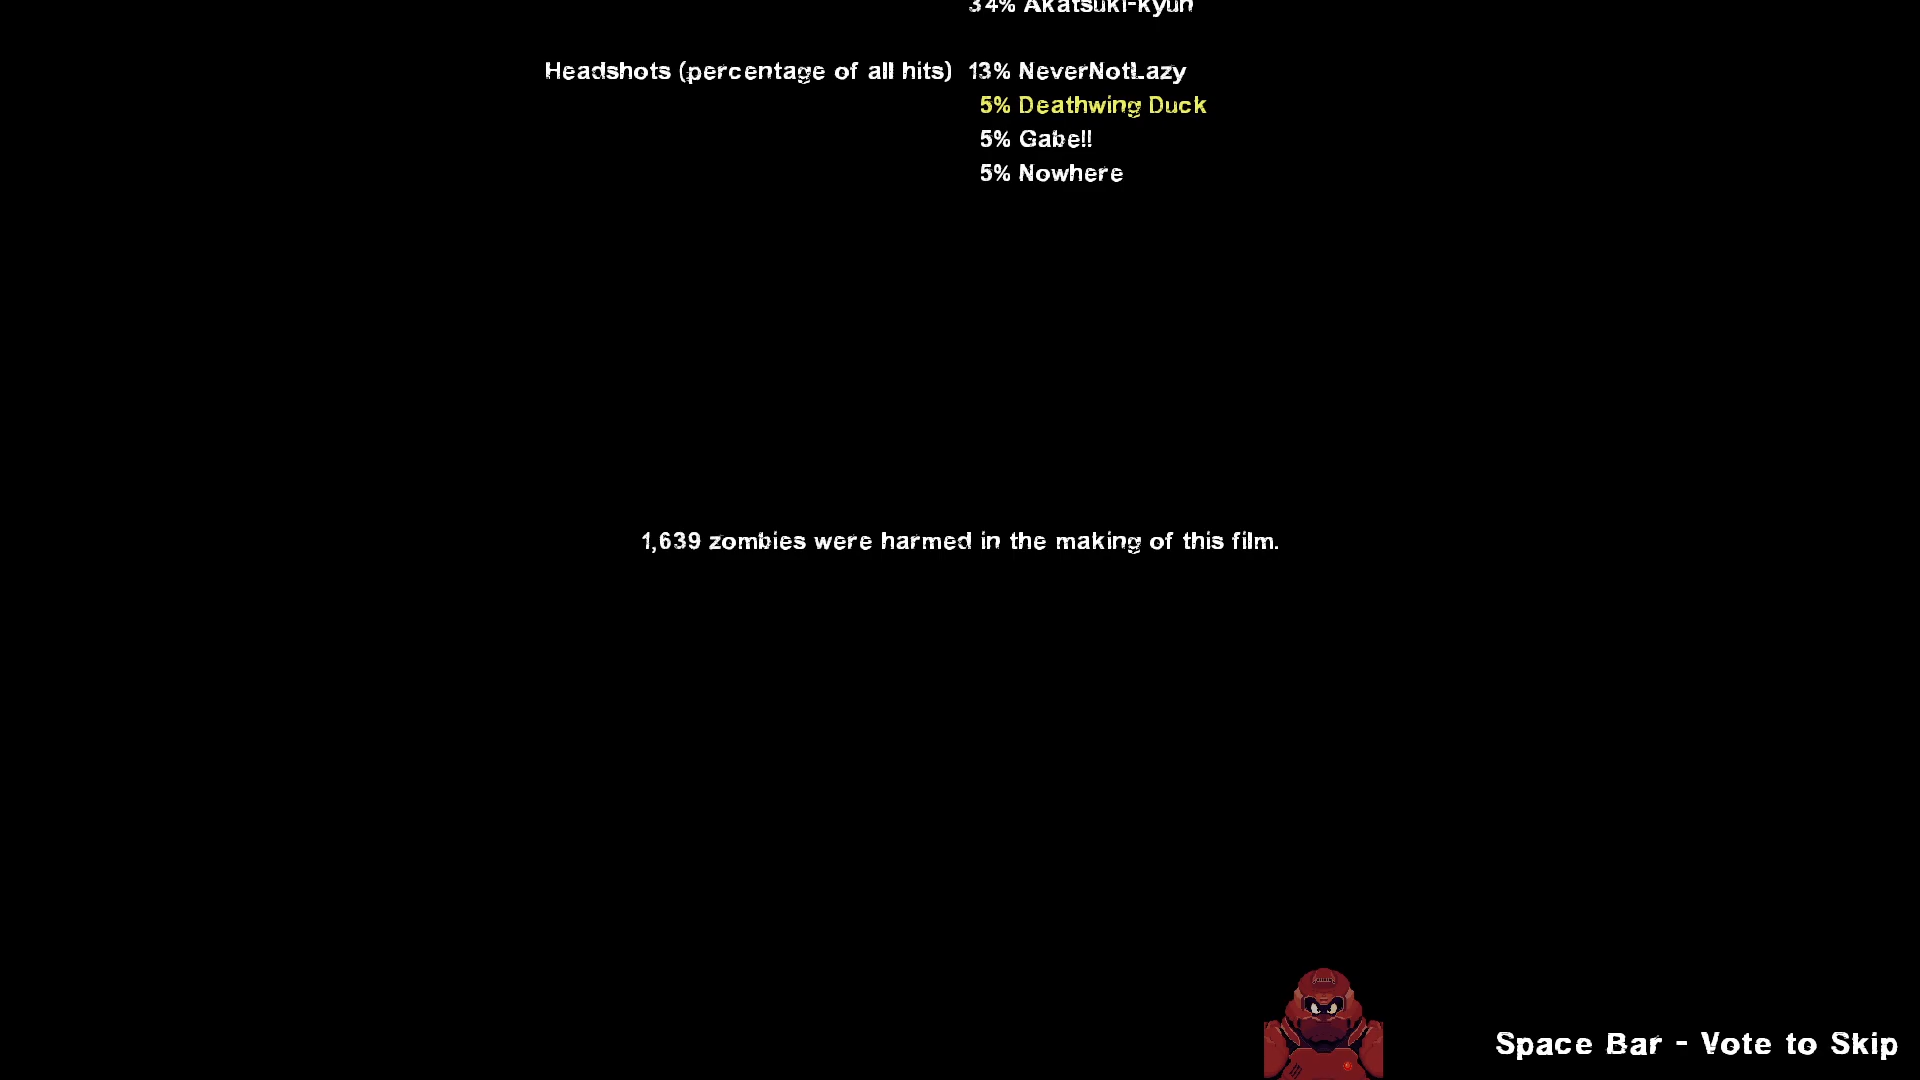 34% Akatsuki-kyun
Headshots (percentage of all hits) 13% NeverNotLazy
5% Deathwing Duck
5% Gabe!!
5% Nowhere
1,639 zombies were harmed in the making of this film.
Space Bar - Vote to Skip